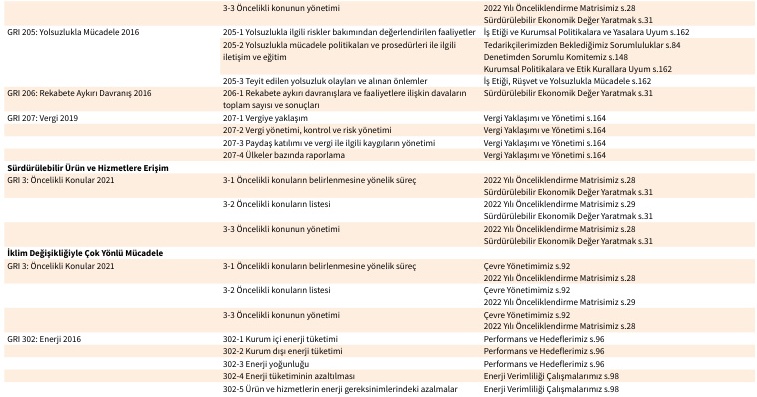 3-3 Öncelikli konunun yönetimi 2022 Yılı Önceliklendirme Matrisimiz s.28
Sürdürülebilir Ekonomik Değer Yaratmak s.31
GRI 205: Yolsuzlukla Mücadele 2016 205-1 Yolsuzlukla ilgili riskler bakımından değerlendirilen faaliyetler İş Etiği ve Kurumsal Politikalara ve Yasalara Uyum s.162
205-2 Yolsuzlukla mücadele politikaları ve prosedürleri ile ilgili Tedarikçilerimizden Beklediğimiz Sorumluluklar s.84
iletişim ve eğitim Denetimden Sorumlu Komitemiz s.148
Kurumsal Politikalara ve Etik Kurallara Uyum s.162
205-3 Teyit edilen yolsuzluk olayları ve alınan önlemler İş Etiği, Rüşvet ve Yolsuzlukla Mücadele s.162
GRI 206: Rekabete Aykırı Davranış 2016 206-1 Rekabete aykırı davranışlara ve faaliyetlere ilişkin davaların Sürdürülebilir Ekonomik Değer Yaratmak s.31
toplam sayısı ve sonuçları
GRI 207: Vergi 2019 207-1 Vergiye yaklaşım Vergi Yaklaşımı ve Yönetimi s.164
207-2 Vergi yönetimi, kontrol ve risk yönetimi Vergi Yaklaşımı ve Yönetimi s.164
207-3 Paydaş katılımı ve vergi ile ilgili kaygıların yönetimi Vergi Yaklaşımı ve Yönetimi s.164
207-4 Ülkeler bazında raporlama Vergi Yaklaşımı ve Yönetimi s.164
Sürdürülebilir Ürün ve Hizmetlere Erişim
GRI 3: Öncelikli Konular 2021 3-1 Öncelikli konuların belirlenmesine yönelik süreç 2022 Yılı Önceliklendirme Matrisimiz s.28
Sürdürülebilir Ekonomik Değer Yaratmak s.31
3-2 Öncelikli konuların listesi 2022 Yılı Önceliklendirme Matrisimiz s.29
Sürdürülebilir Ekonomik Değer Yaratmak s.31
3-3 Öncelikli konunun yönetimi 2022 Yılı Önceliklendirme Matrisimiz s.28
Sürdürülebilir Ekonomik Değer Yaratmak s.31
İklim Değişikliğiyle Çok Yönlü Mücadele
GRI 3: Öncelikli Konular 2021 3-1 Öncelikli konuların belirlenmesine yönelik süreç Çevre Yönetimimiz s.92
2022 Yılı Önceliklendirme Matrisimiz s.28
3-2 Öncelikli konuların listesi Çevre Yönetimimiz s.92
2022 Yılı Önceliklendirme Matrisimiz s.29
3-3 Öncelikli konunun yönetimi Çevre Yönetimimiz s.92
2022 Yılı Önceliklendirme Matrisimiz s.28
GRI 302: Enerji 2016 302-1 Kurum içi enerji tüketimi Performans ve Hedeflerimiz s.96
302-2 Kurum dışı enerji tüketimi Performans ve Hedeflerimiz s.96
302-3 Enerji yoğunluğu Performans ve Hedeflerimiz s.96
302-4 Enerji tüketiminin azaltılması Enerji Verimliliği Çalışmalarımız s.98
302-5 Ürün ve hizmetlerin enerji gereksinimlerindeki azalmalar Enerji Verimliliği Çalışmalarımız s.98